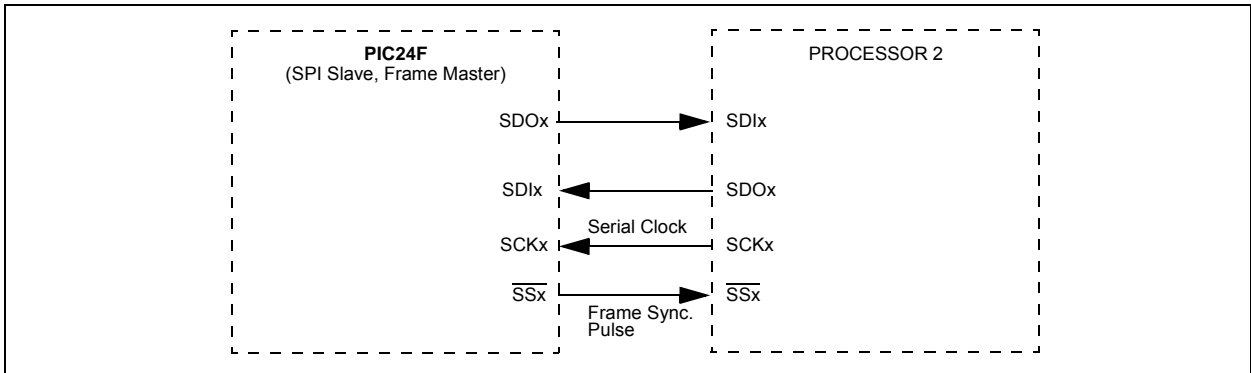 PIC24F
(SPI Slave, Frame Master)
PROCESSOR 2
SDOx
SDIx
SDIx
SDOx
Serial Clock
SCKx
SCKx
SSx
SSx
Frame Sync.
Pulse